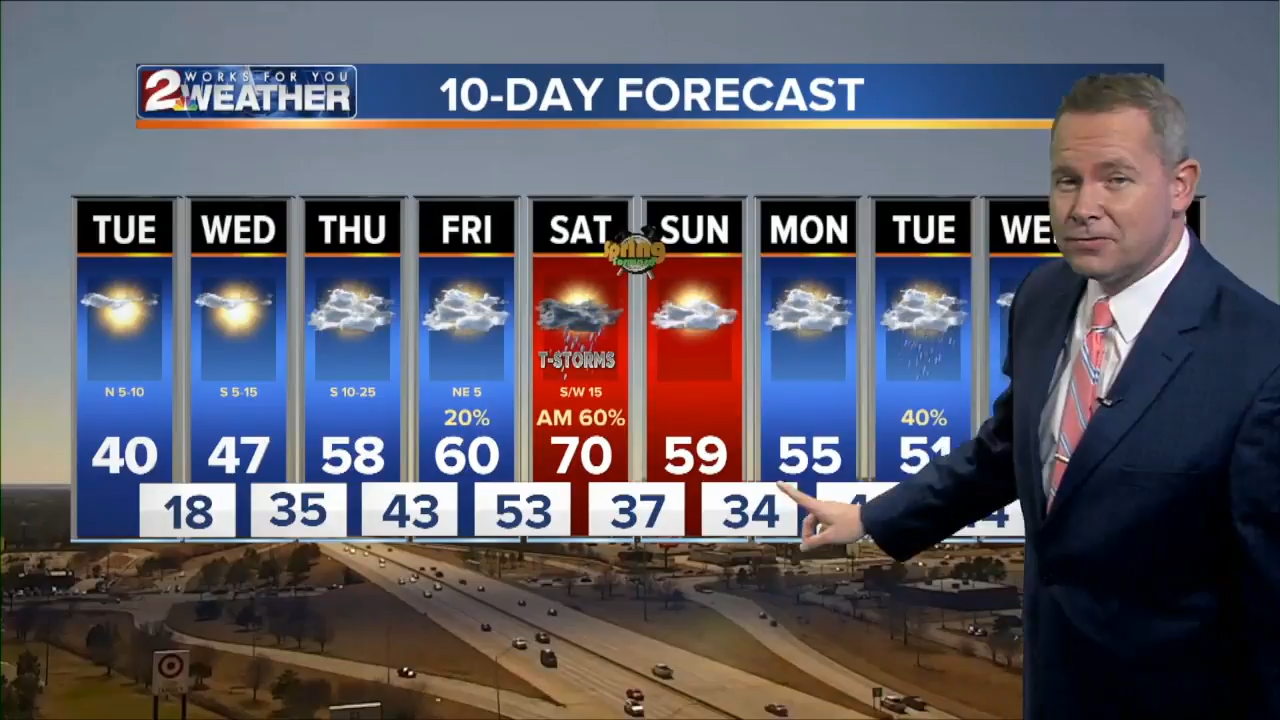 2 WORKS FOR YOU
WEATHER
10-DAY FORECAST
TUE WED THU FRI SAT SUN MON TUE
spring
forward
T-STORMS
N 5-10 S 5-15 S 10-25 NE 5 S/W 15
20% AM 60% 40%
40 47 58 60 70 59 55 51
18 35 43 53 37 34